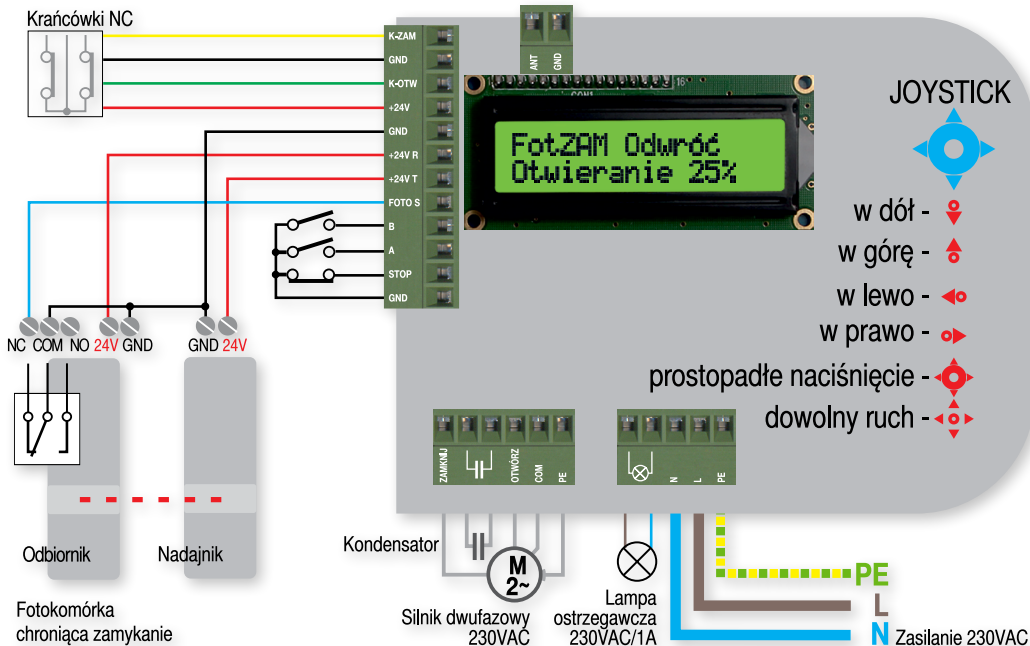 Krańcówki NC
K-ZAM
GND
K-OTW
+24V
GND
+24V R
+24V T
FOTO S
B
A
STOP
GND
ANT
GND
CON1
16
FotZAM Odwróć
Otwieranie 25%
JOYSTICK
w dół -
w górę -
w lewo -
w prawo -
prostopadłe naciśnięcie -
dowolny ruch -
NC COM NO 24V GND
GND 24V
Odbiornik
Nadajnik
Fotokomórka
chroniąca zamykanie
ZAMKNIJ
OTWÓRZ
COM
PE
N
L
PE
Kondensator
M
2~
Silnik dwufazowy
230VAC
Lampa
ostrzegawcza
230VAC/1A
PE
L
N Zasilanie 230VAC